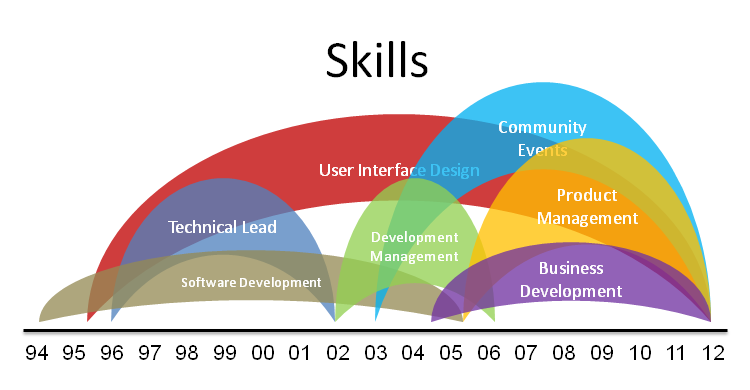 Skills
Community
Events
User Interface Design
Product
Management
Technical Lead
Development
Management
Business
Development
Software Development
94 95 96 97 98 99 00 01 02 03 04 05 06 07 08 09 10 11 12